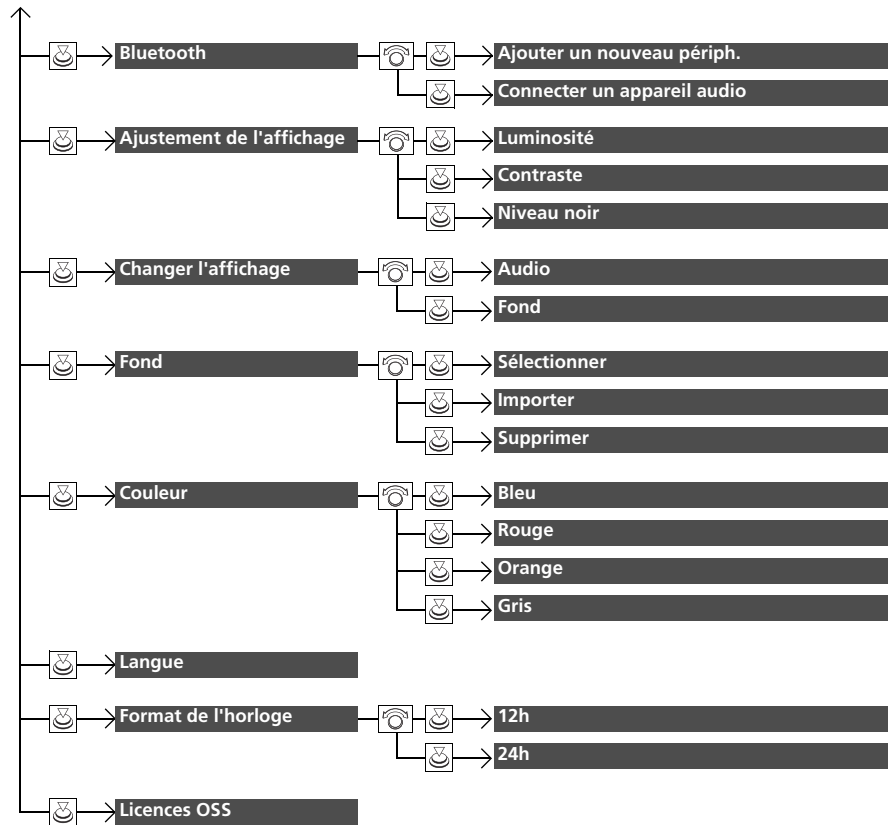 Bluetooth
Ajouter un nouveau périph.
Connecter un appareil audio
Ajustement de l'affichage
Luminosité
Contraste
Niveau noir
Changer l'affichage
Audio
Fond
Fond
Sélectionner
Importer
Supprimer
Couleur
Bleu
Rouge
Orange
Gris
Langue
Format de l'horloge
12h
24h
Licences OSS